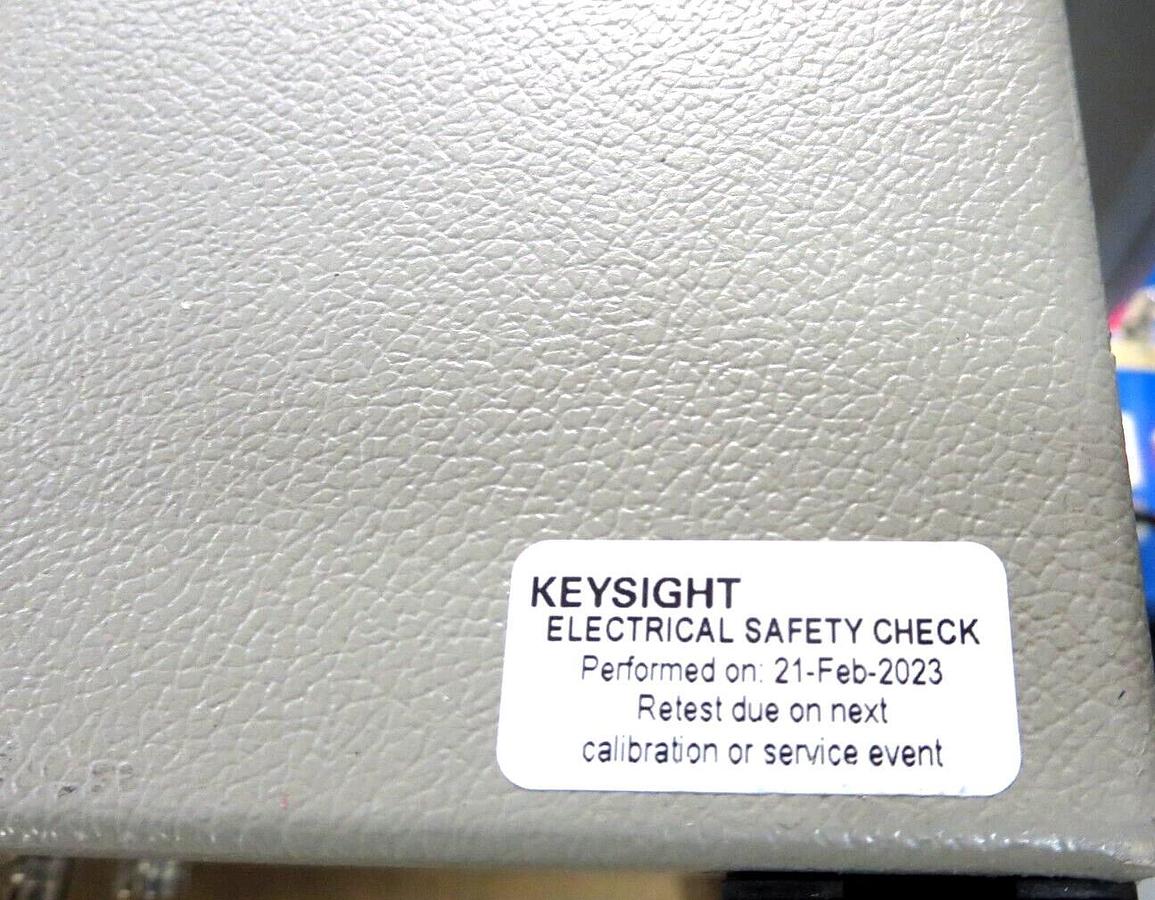 KEYSIGHT
ELECTRICAL SAFETY CHECK
Performed on: 21-Feb-2023
Retest due on next
calibration or service event